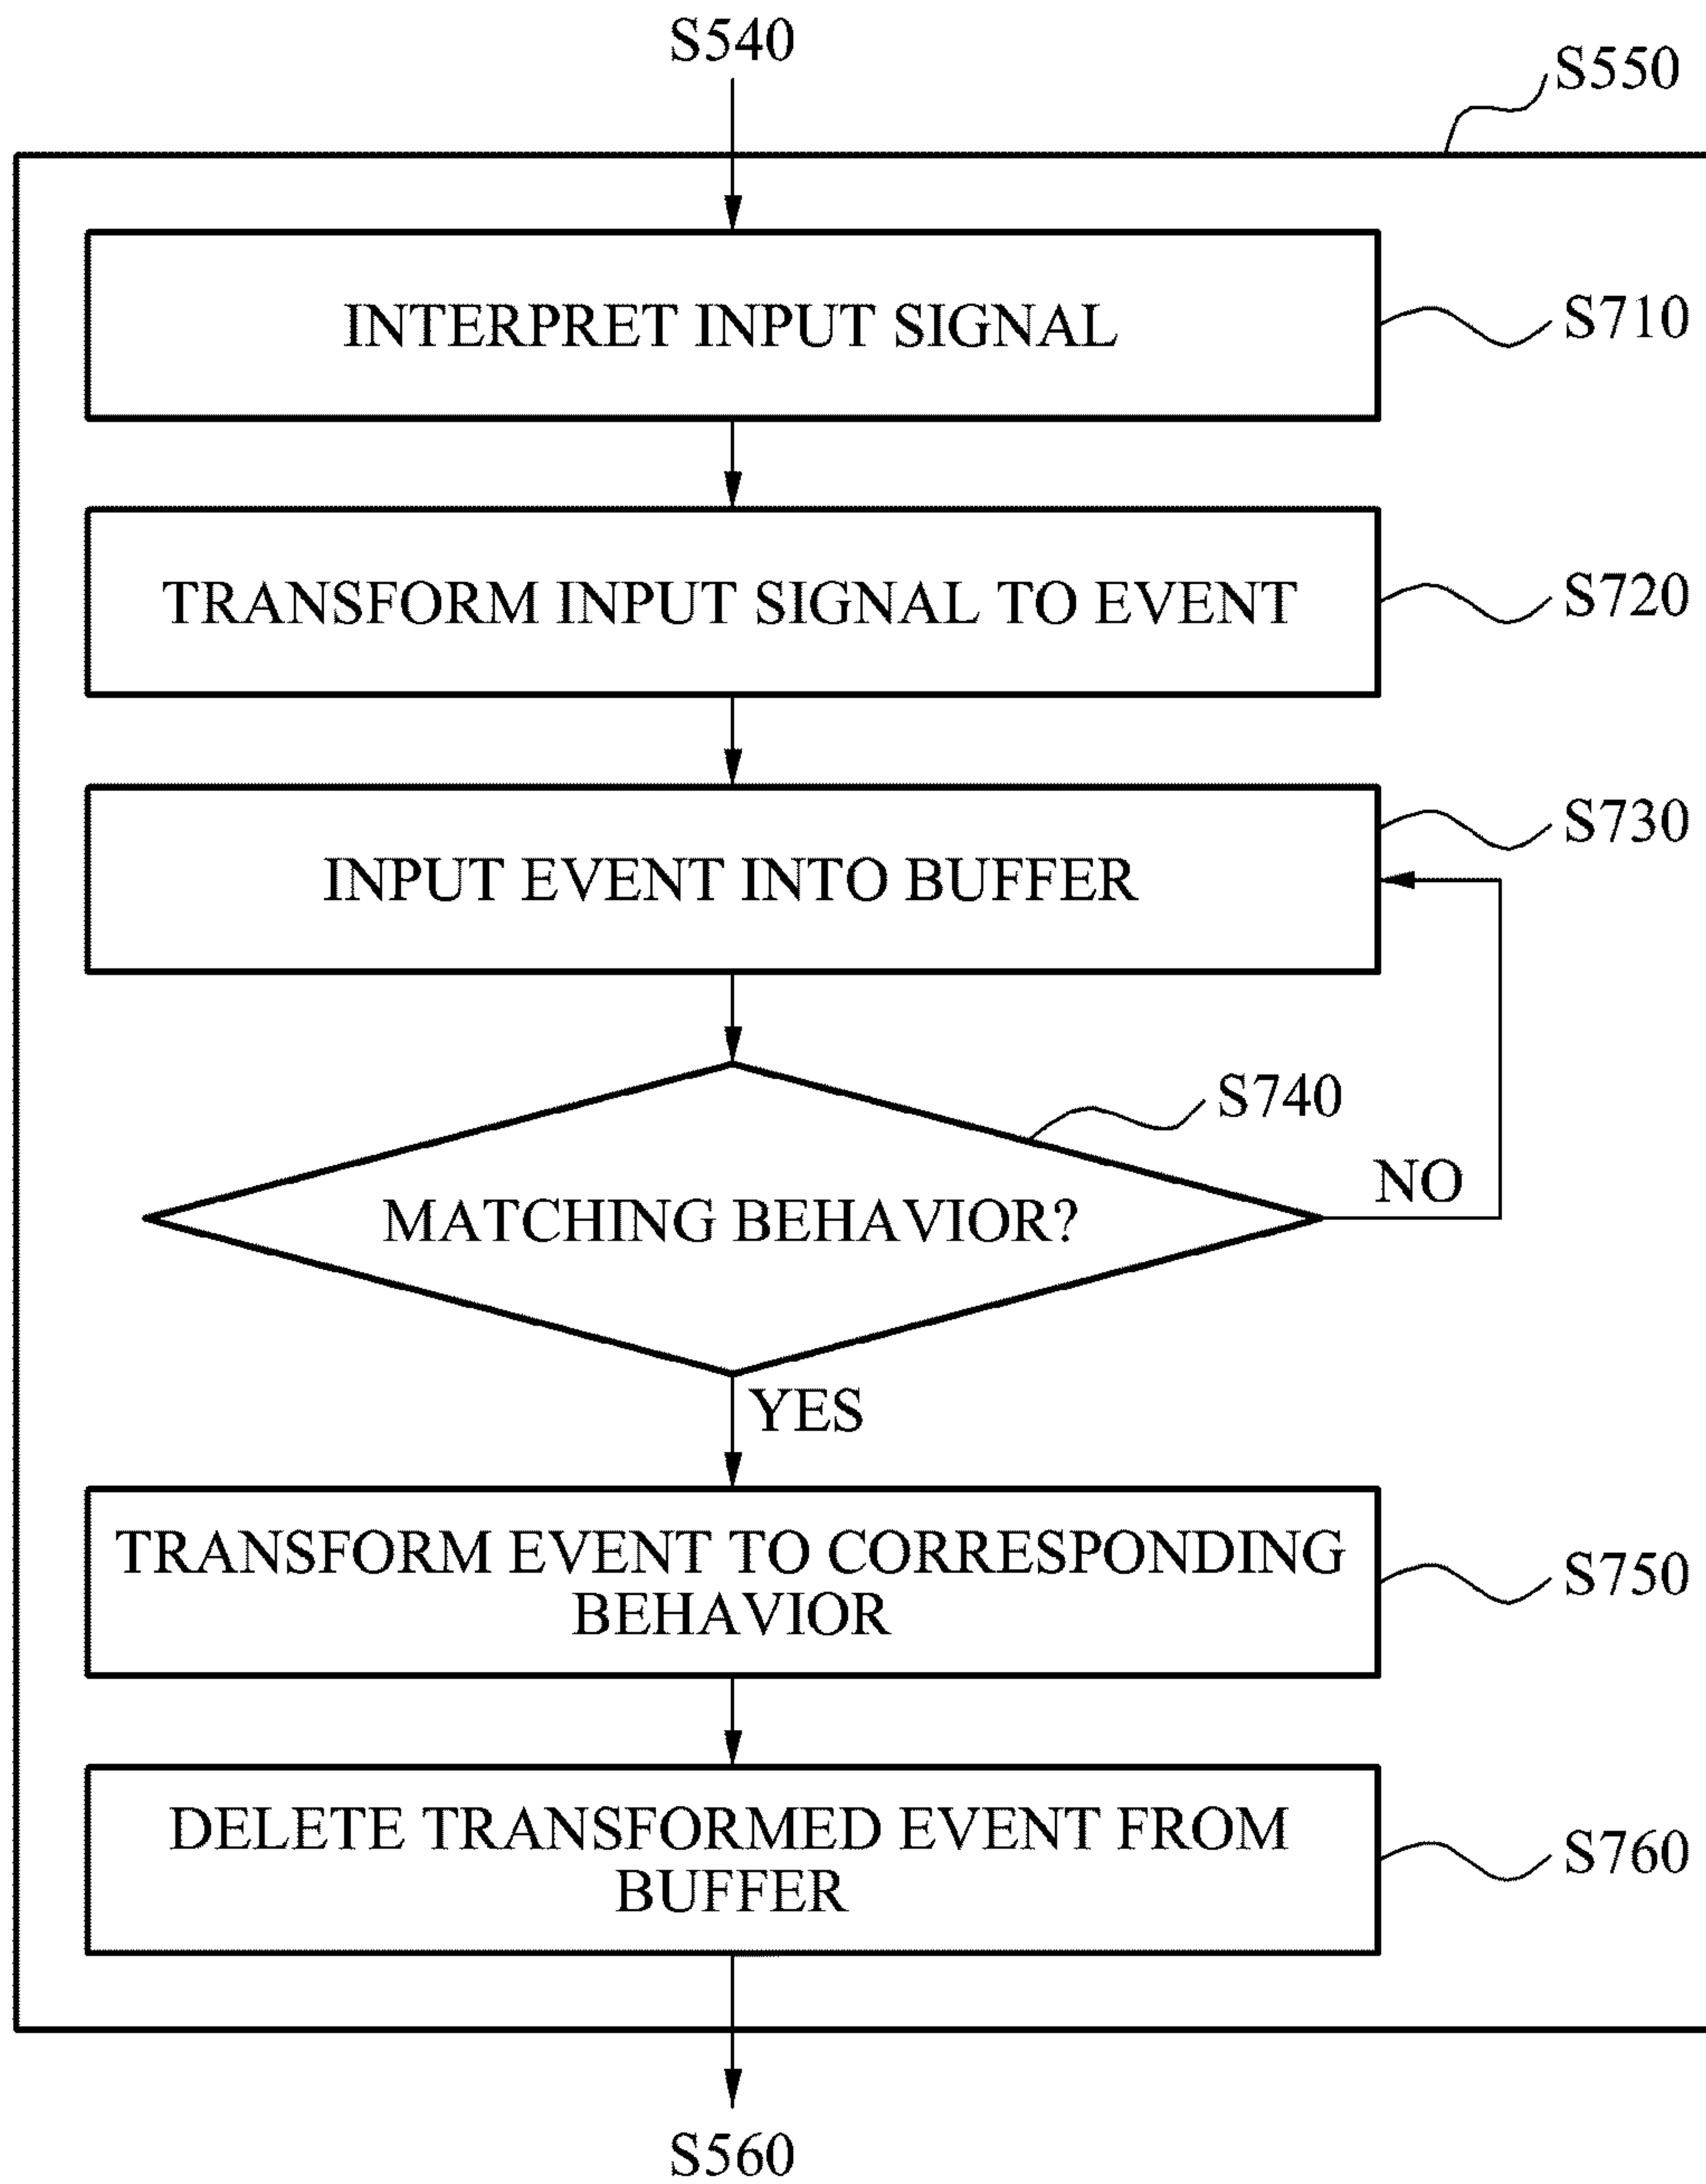 S540
S550
INTERPRET INPUT SIGNAL
S710
TRANSFORM INPUT SIGNAL TO EVENT
S720
S730
INPUT EVENT INTO BUFFER
S740
NO
MATCHING BEHAVIOR?
YES
TRANSFORM EVENT TO CORRESPONDING
BEHAVIOR
S750
DELETE TRANSFORMED EVENT FROM
BUFFER
S760
S560